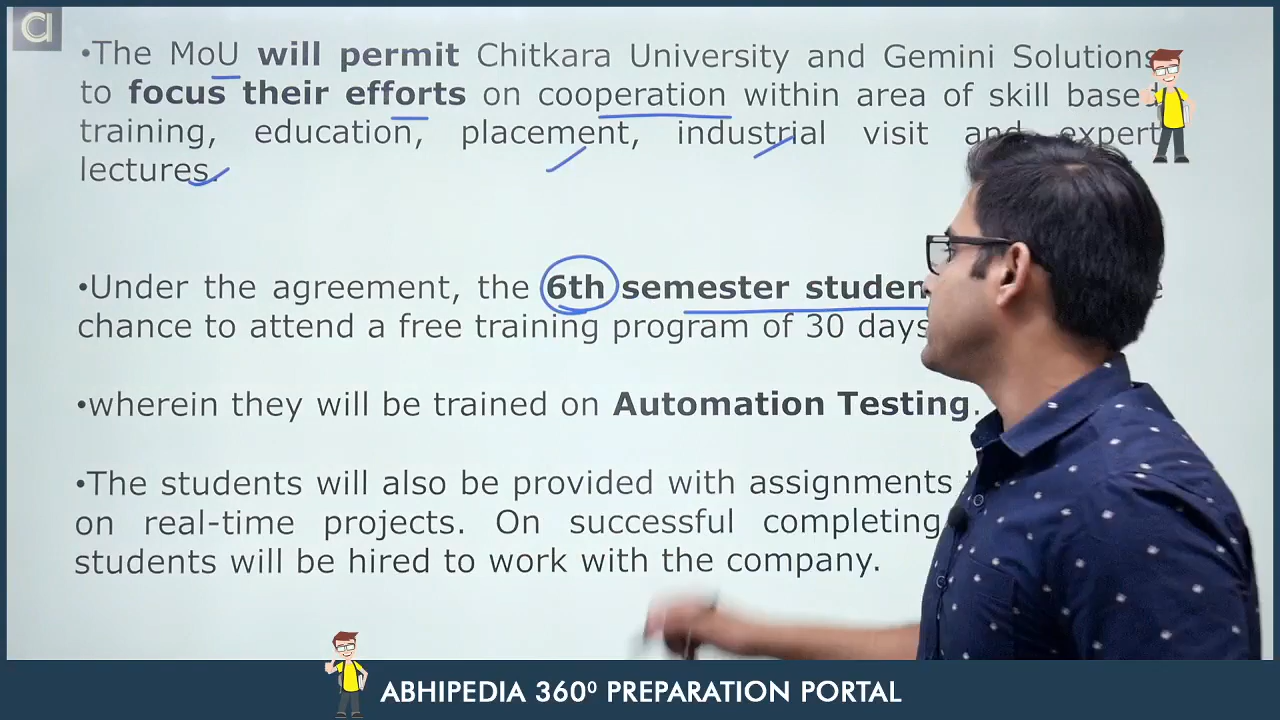 •The MoU will permit Chitkara University and Gemini Solutions
to focus their efforts on cooperation within area of skill based
training, education, placement, industrial visit and expert
lectures.
•Under the agreement, the 6th semester
chance to attend a free training program of 30 days
•wherein they will be trained on Automation Testing.
•The students will also be provided with assignments
on real-time projects. On successful completing
students will be hired to work with the company.
ABHIPEDIA 360⁰ PREPARATION PORTAL